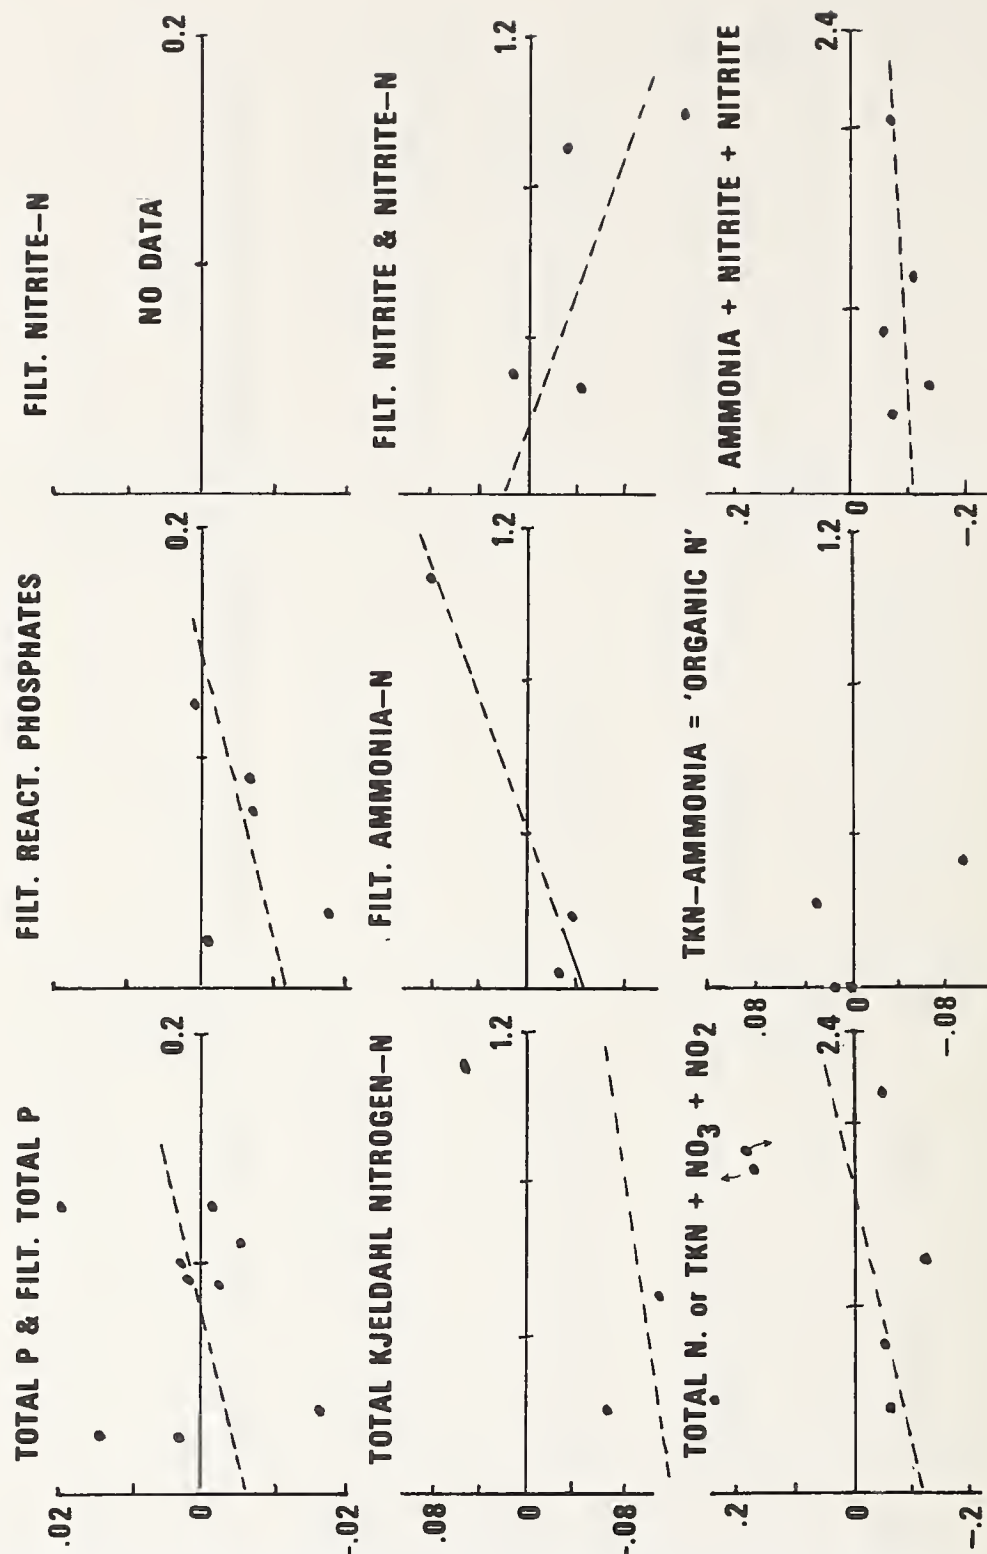 TOTAL P & FILT. TOTAL P
.02
0
-.02
0.2
FILT. REACT. PHOSPHATES
0.2
FILT. NITRITE-N
NO DATA
0.2
TOTAL KJELDAHL NITROGEN-N
.08
0
-.08
1.2
FILT. AMMONIA-N
1.2
FILT. NITRITE & NITRITE-N
1.2
TOTAL N. or TKN + NO3 + NO2
.2
0
-.2
2.4
TKN-AMMONIA = 'ORGANIC N'
.08
0
-.08
1.2
AMMONIA + NITRITE + NITRITE
.2
0
-.2
2.4